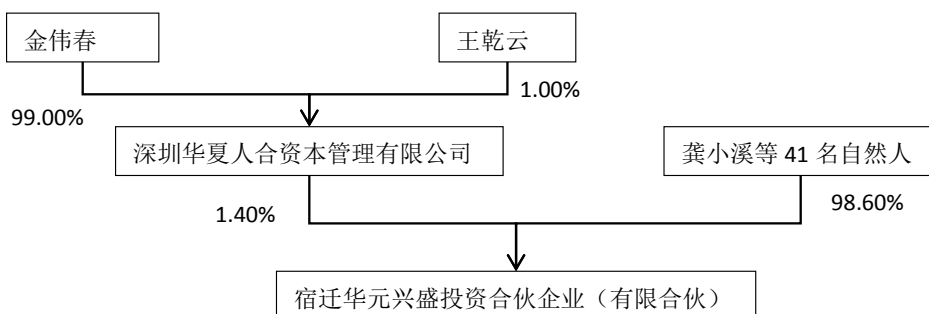 金伟春
王乾云
1.00%
99.00%
深圳华夏人合资本管理有限公司
龚小溪等 41 名自然人
1.40%
98.60%
宿迁华元兴盛投资合伙企业（有限合伙）